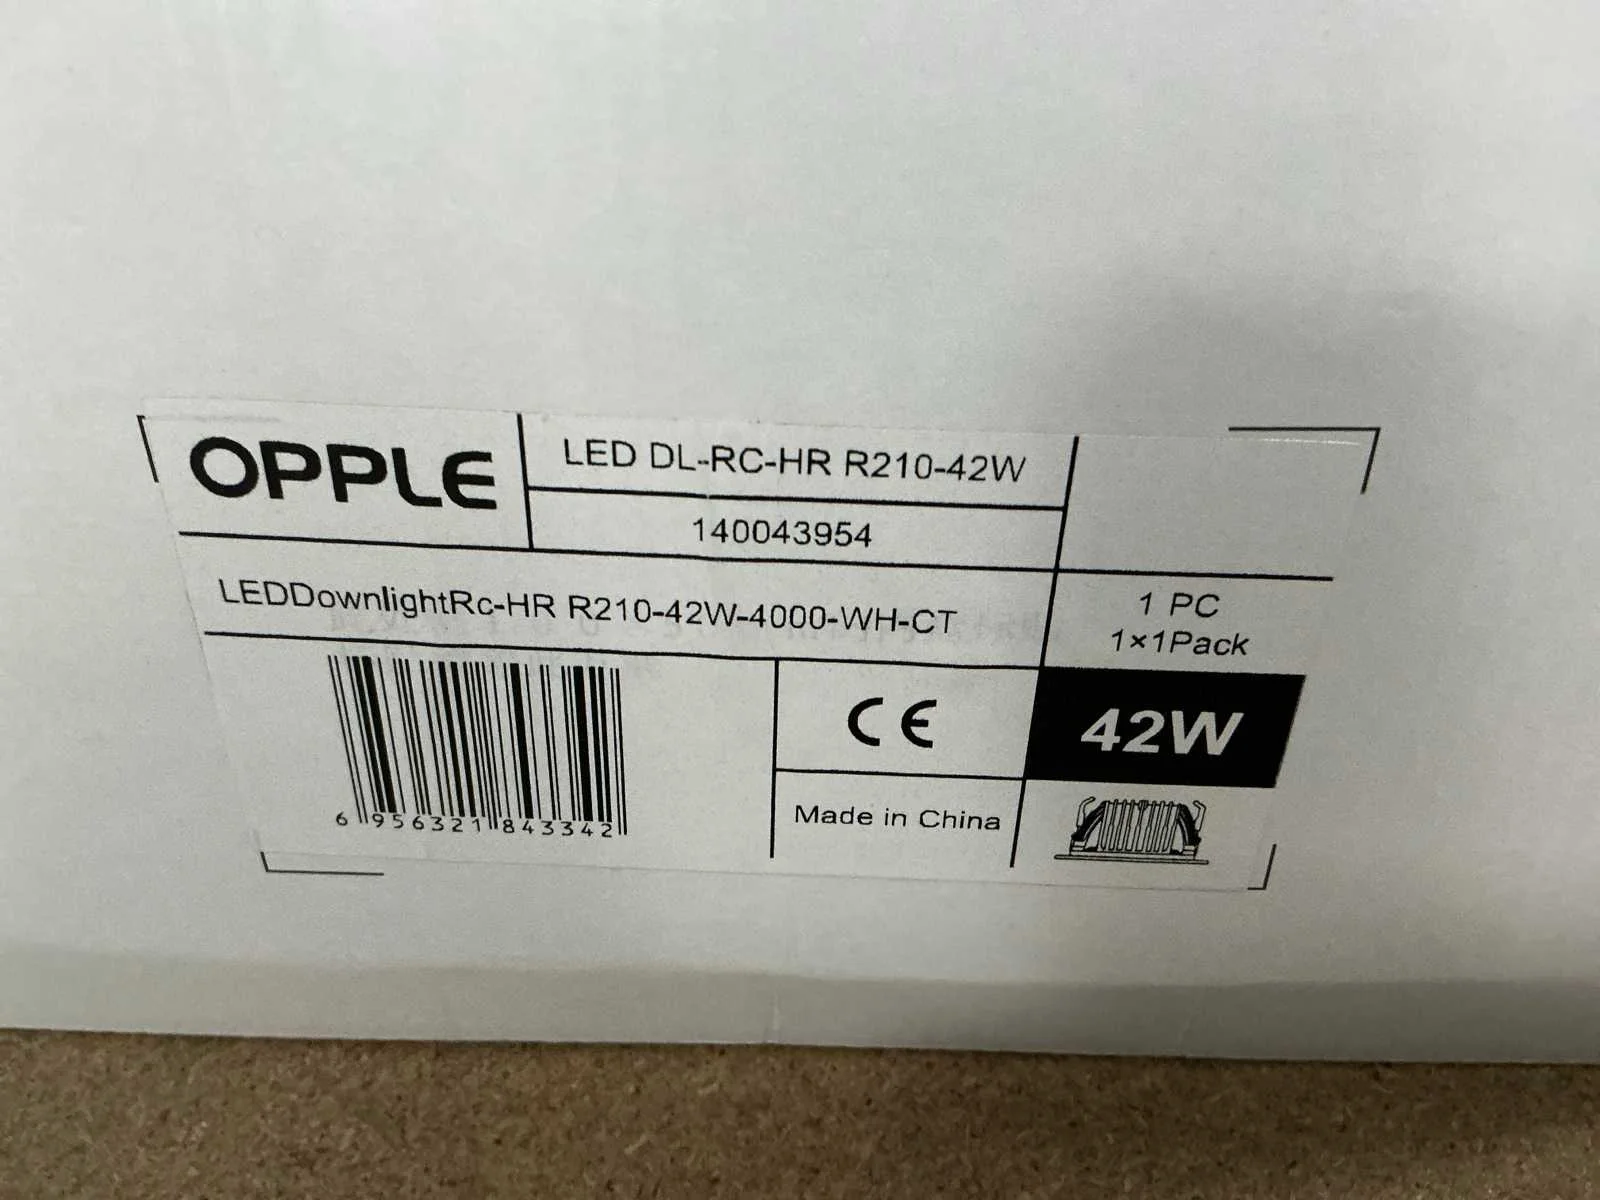 OPPLE
LED DL-RC-HR R210-42W
140043954
LEDDownlightRc-HR R210-42W-4000-WH-CT
1 PC
1×1Pack
CE
42W
Made in China
6 956321 843342